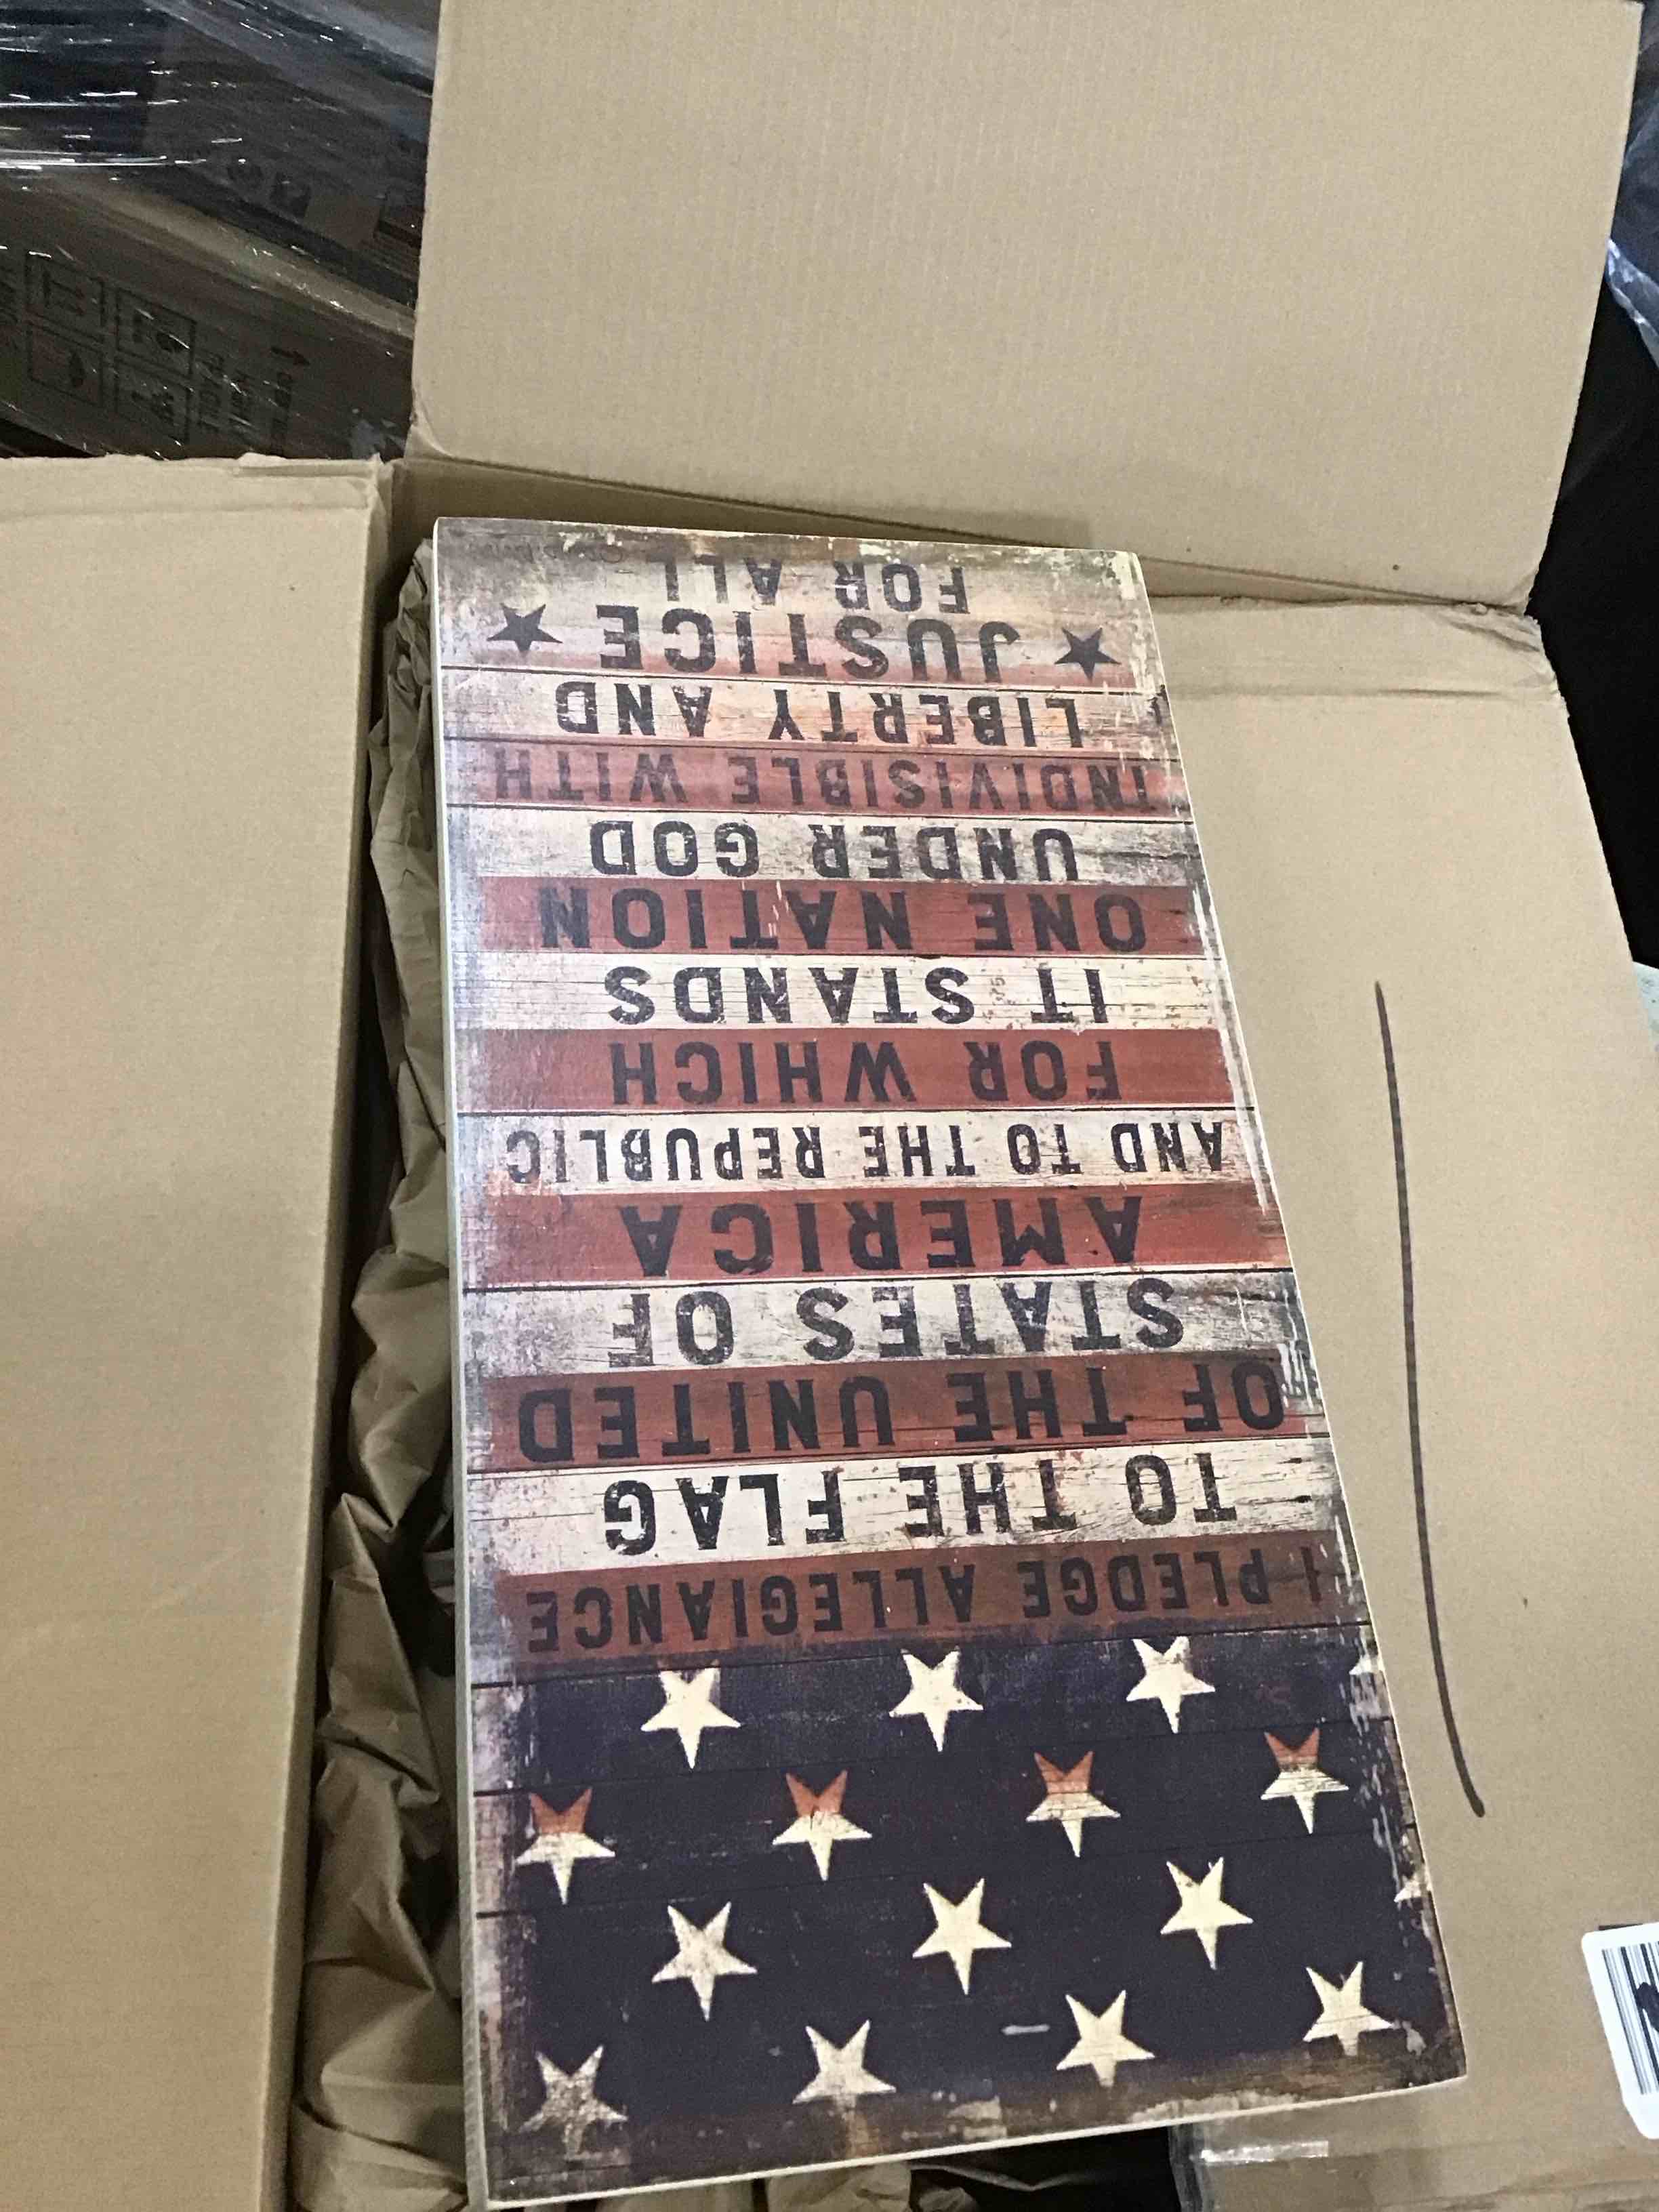 I PLEDGE ALLEGIANCE
TO THE FLAG
OF THE UNITED
STATES OF
AMERICA
AND TO THE REPUBLIC
FOR WHICH
IT STANDS
ONE NATION
UNDER GOD
INDIVISIBLE WITH
LIBERTY AND
JUSTICE
FOR ALL